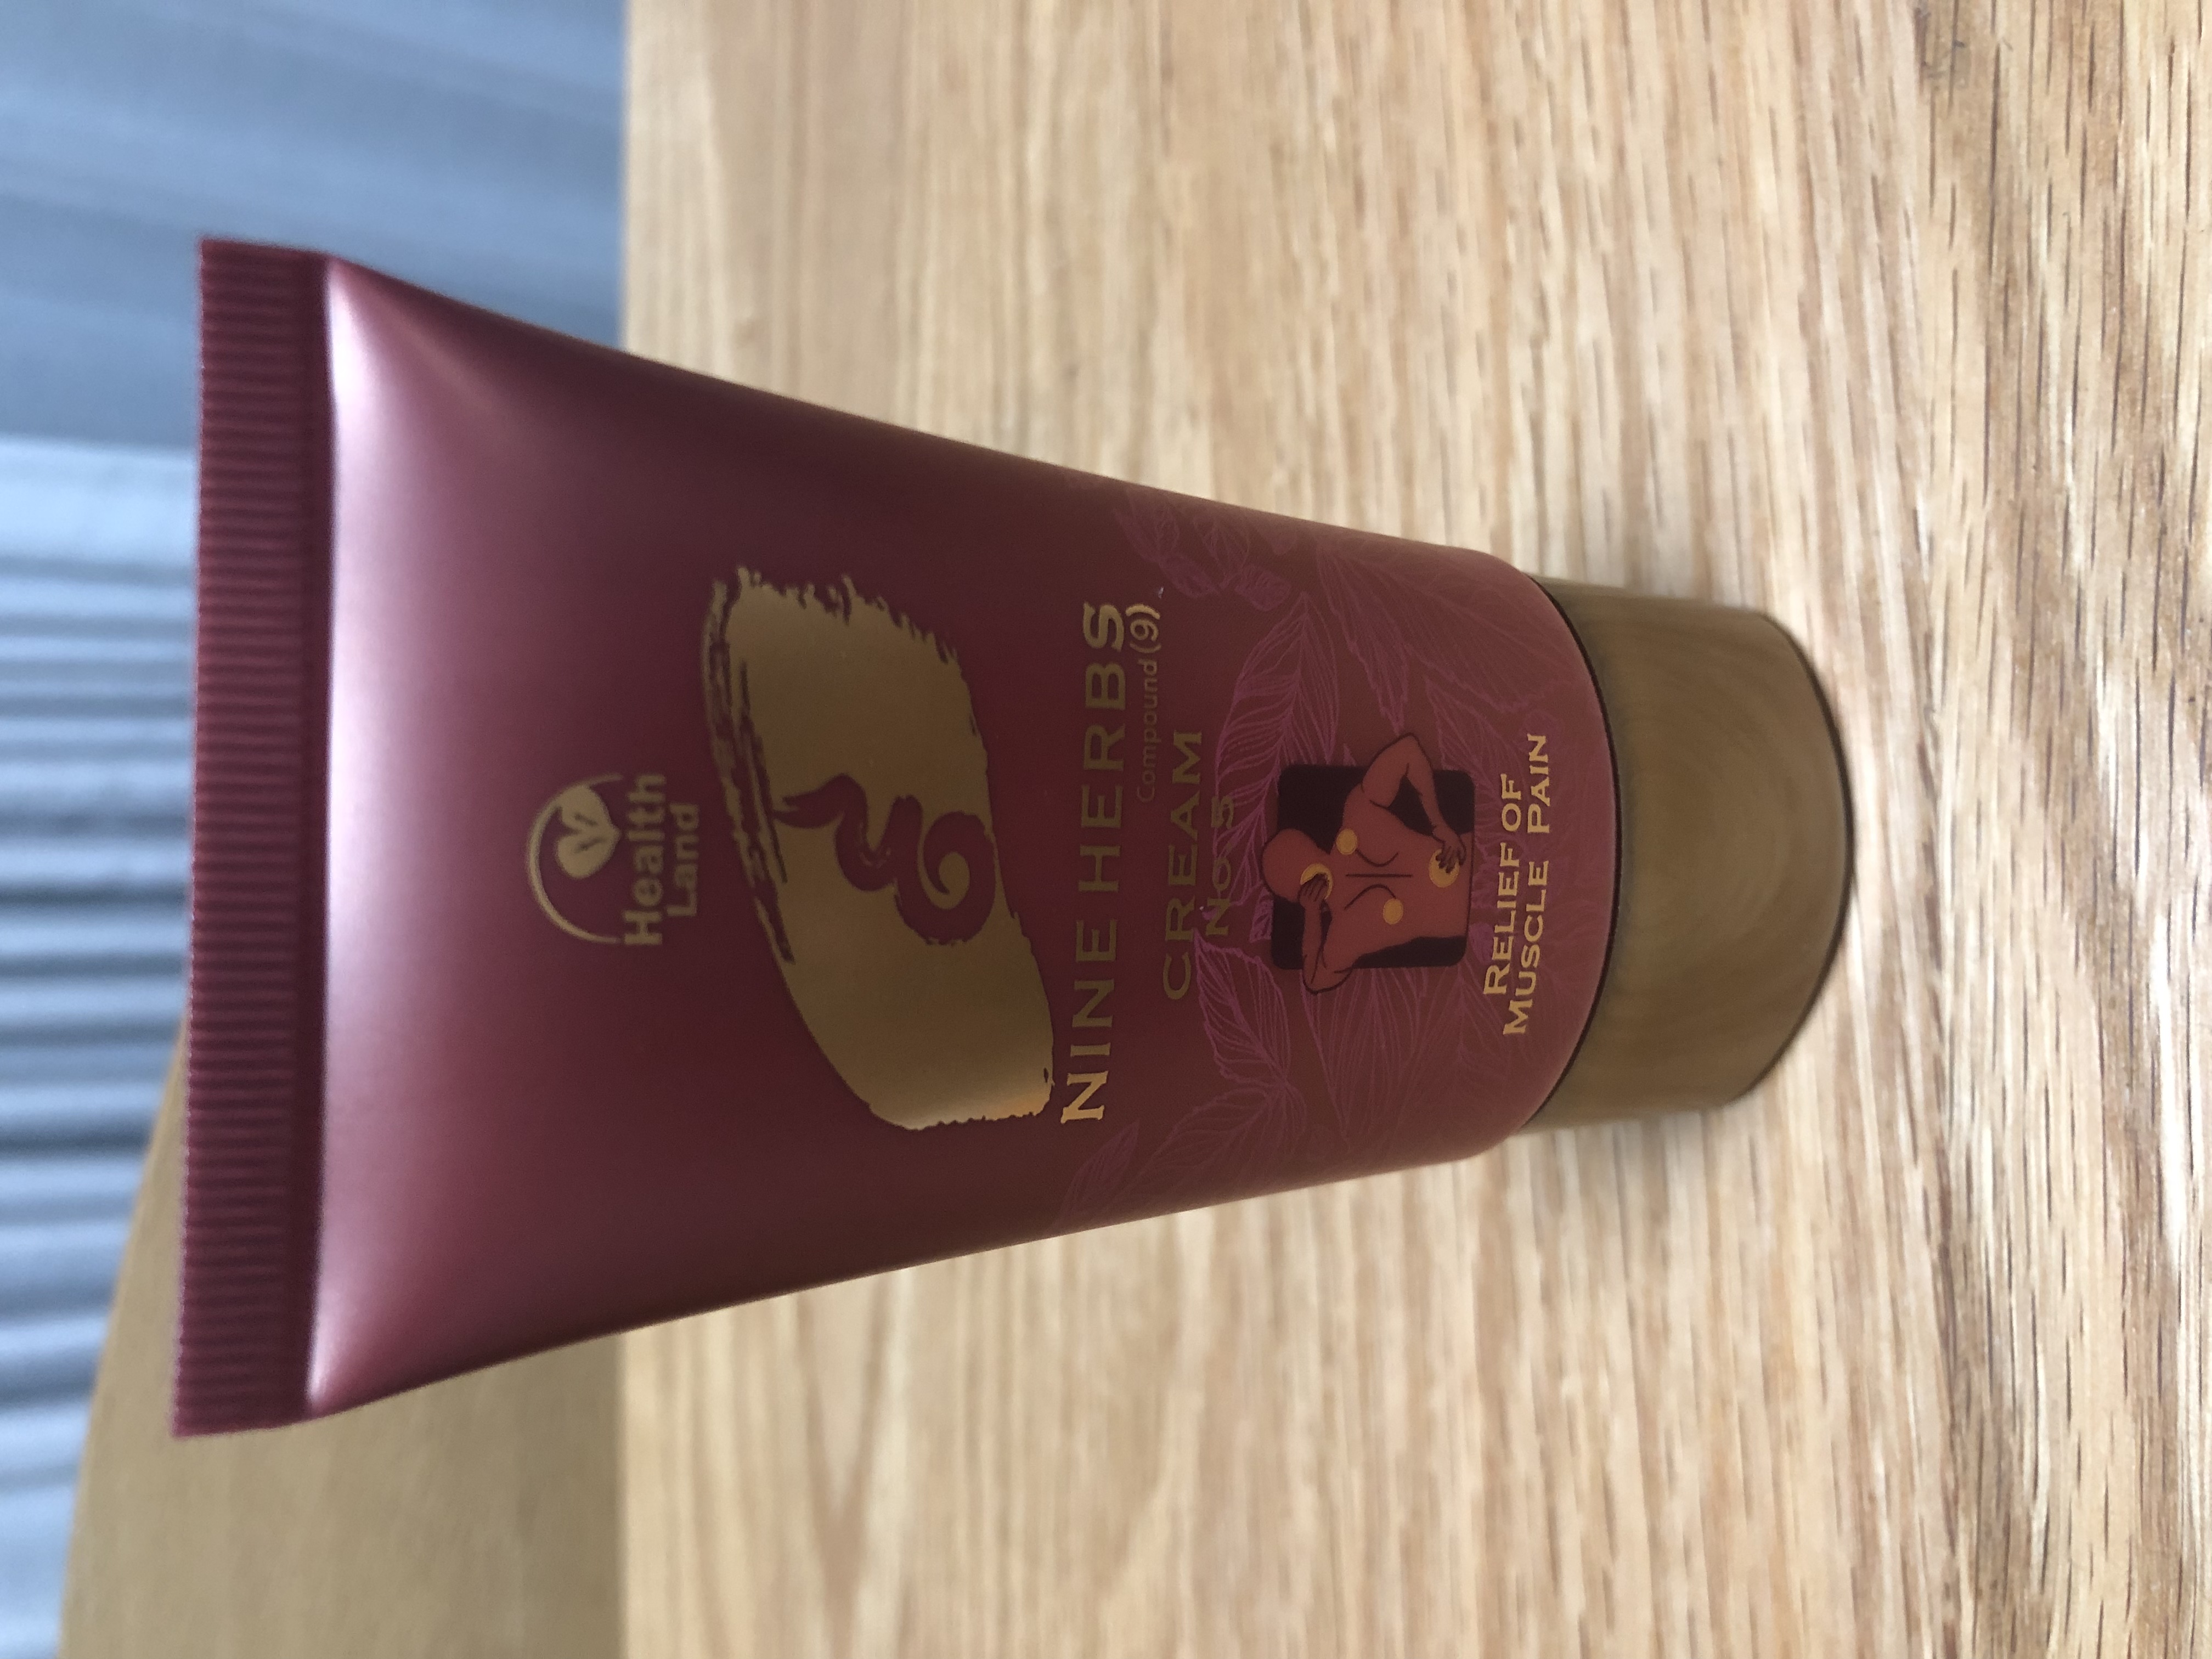 Health
Land
NINE HERBS
Compound (9)
CREAM
No 5
RELIEF OF
MUSCLE PAIN